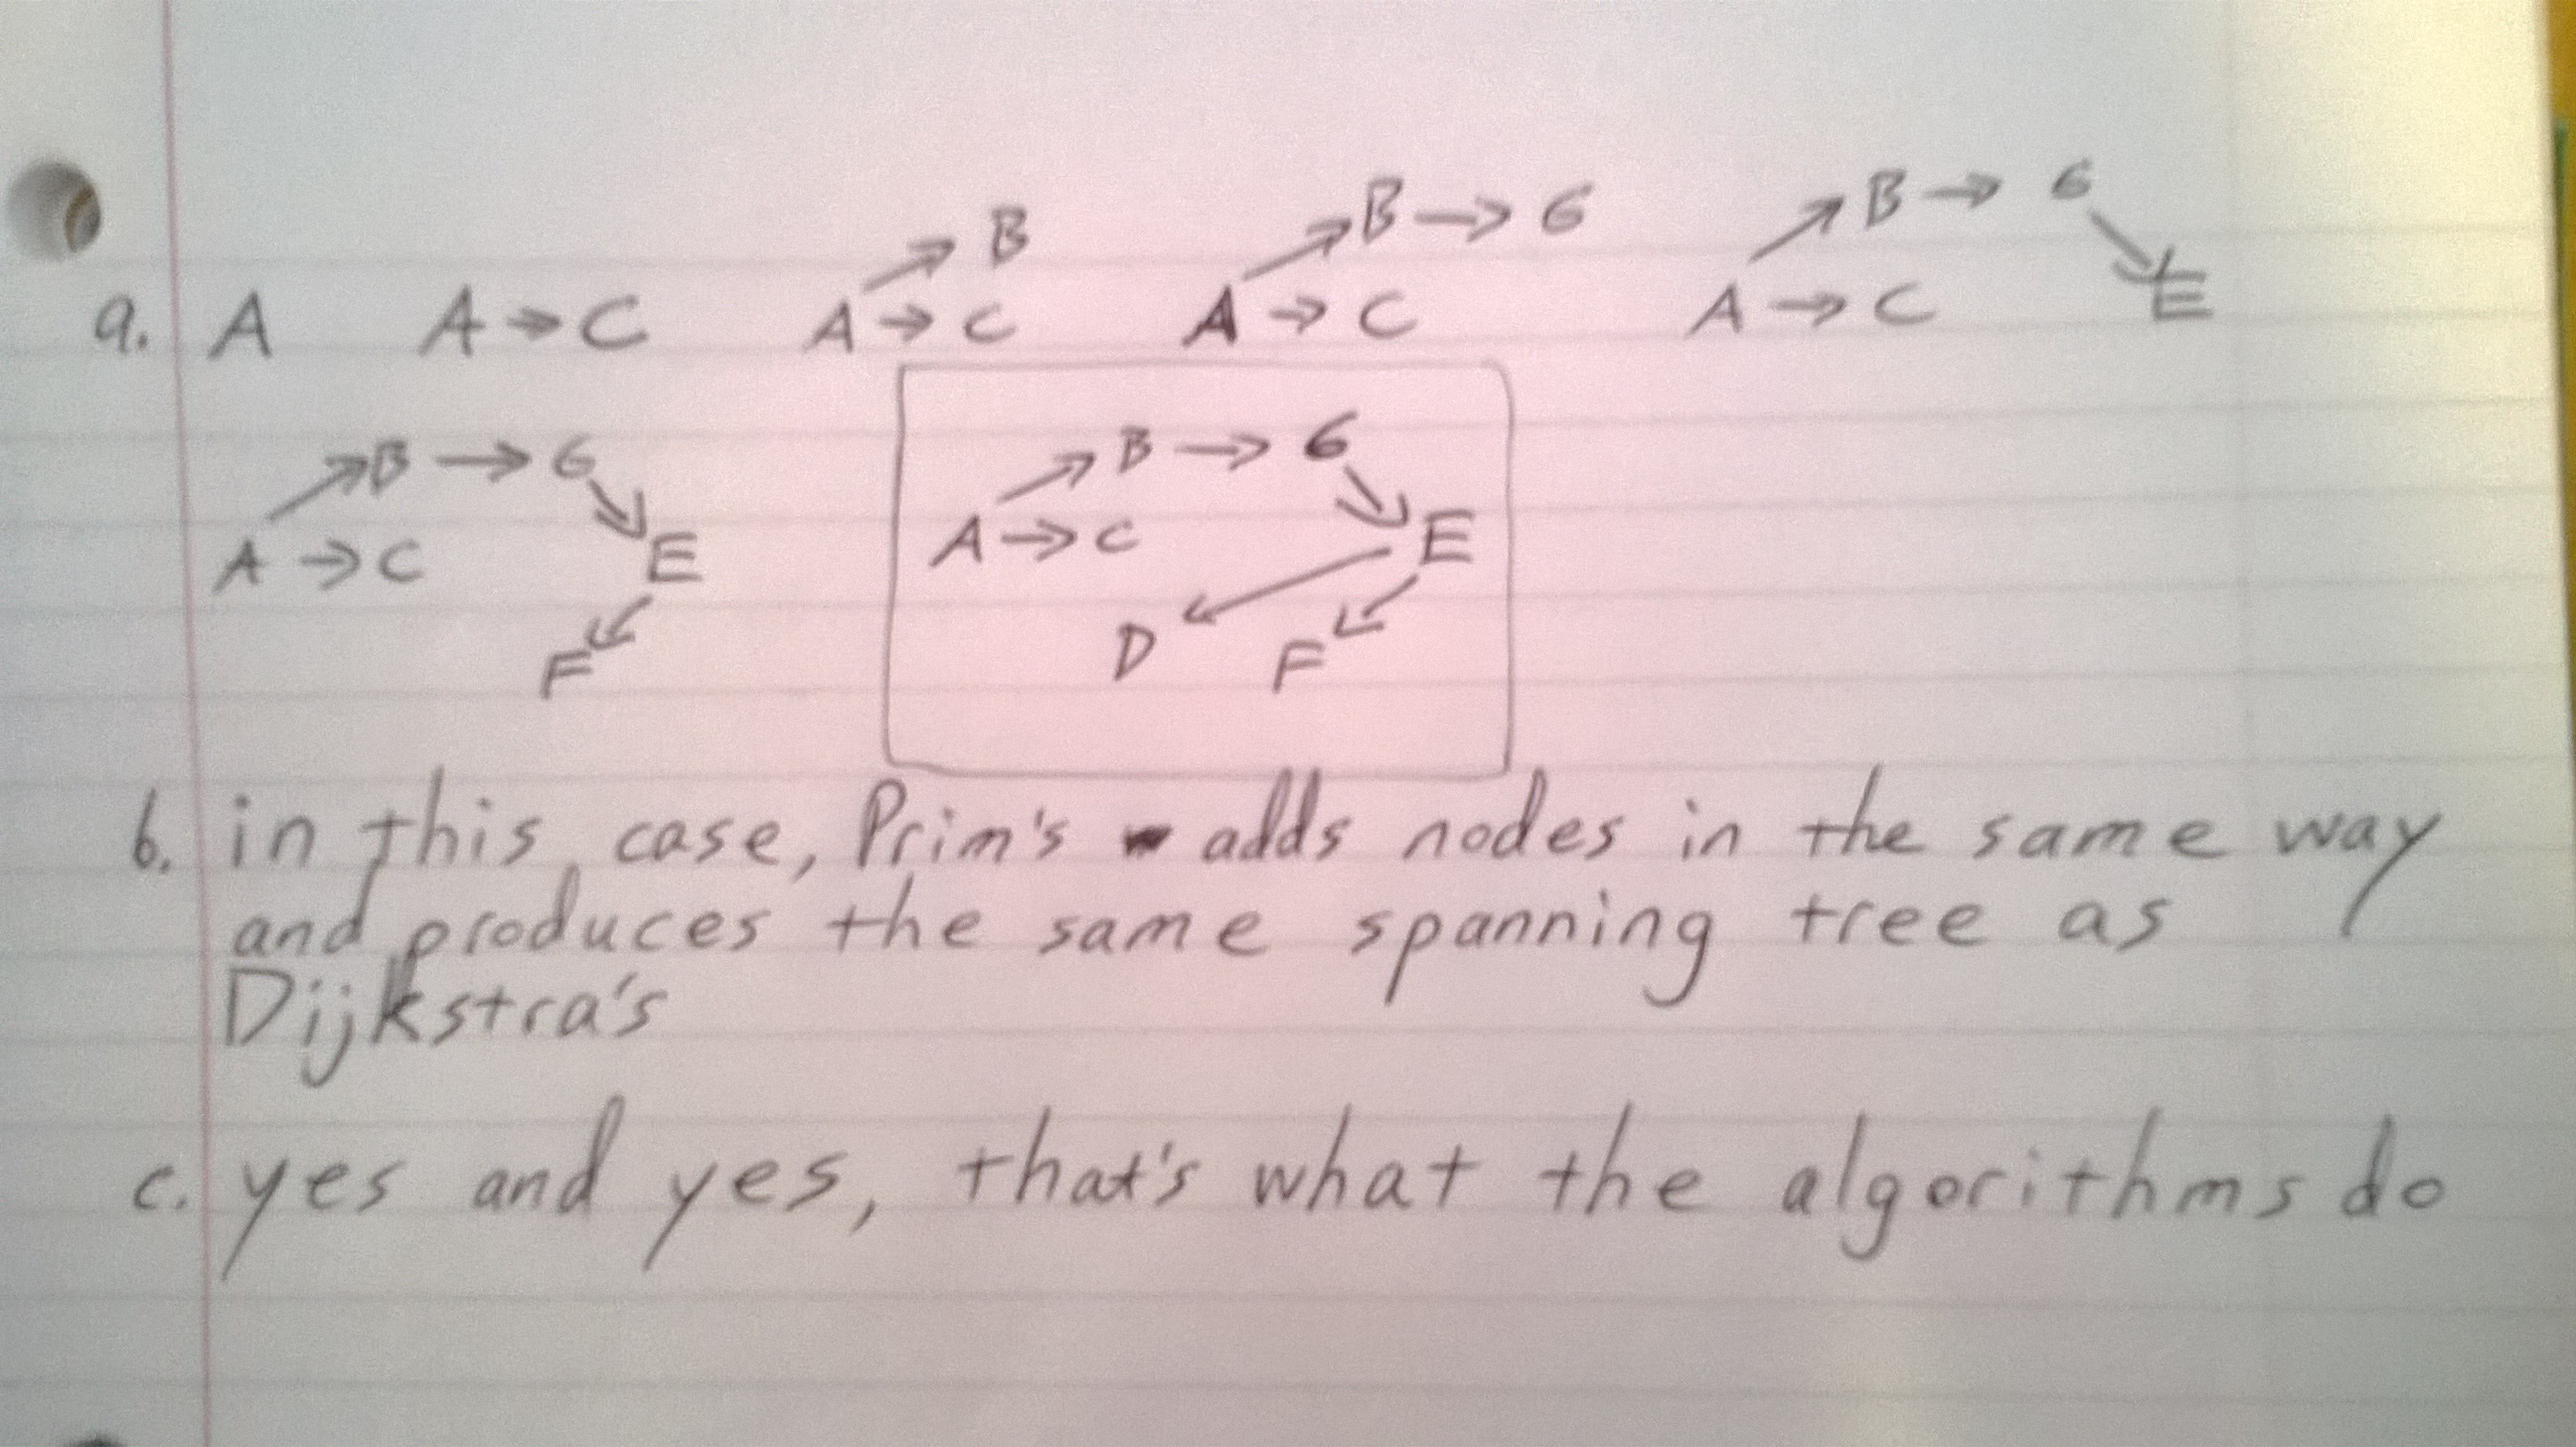 a. A A → C A → B A → C A → B → G A → C A → B → G → E A → C
A → B → G → E → F A → C A → B → G → E → D E → F A → C
b. in this case, Prim's adds nodes in the same way
and produces the same spanning tree as
Dijkstra's
c. yes and yes, that's what the algorithms do